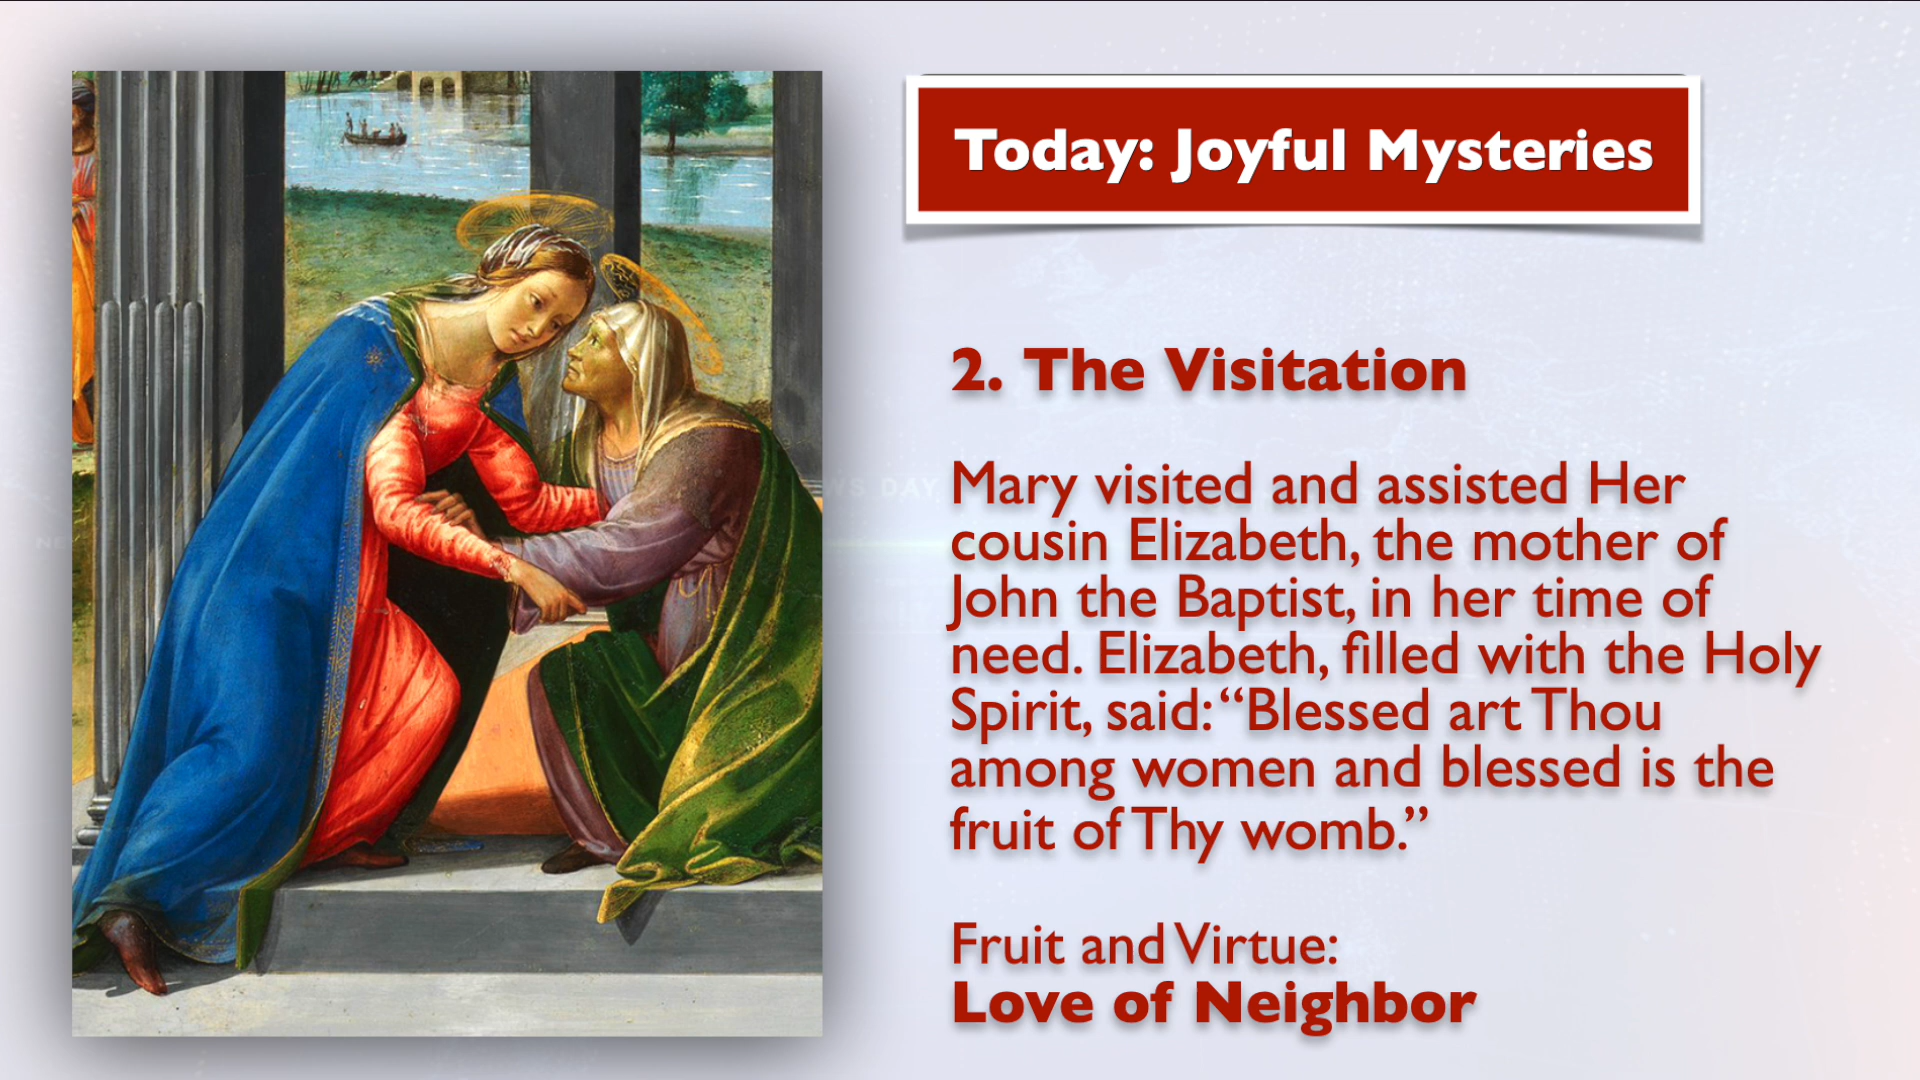 Today: Joyful Mysteries
2. The Visitation
Mary visited and assisted Her
cousin Elizabeth, the mother of
John the Baptist, in her time of
need. Elizabeth, filled with the Holy
Spirit, said: “Blessed art Thou
among women and blessed is the
fruit of Thy womb.”
Fruit and Virtue:
Love of Neighbor